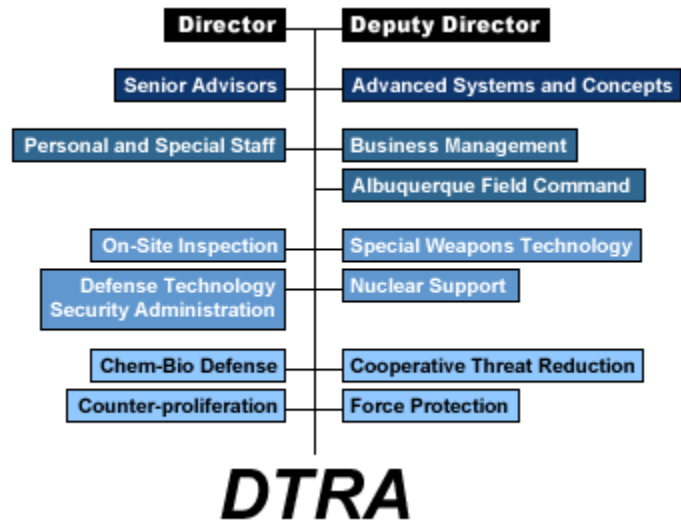 Director
Deputy Director
Senior Advisors
Advanced Systems and Concepts
Personal and Special Staff
Business Management
Albuquerque Field Command
On-Site Inspection
Special Weapons Technology
Defense Technology
Security Administration
Nuclear Support
Chem-Bio Defense
Cooperative Threat Reduction
Counter-proliferation
Force Protection
DTRA